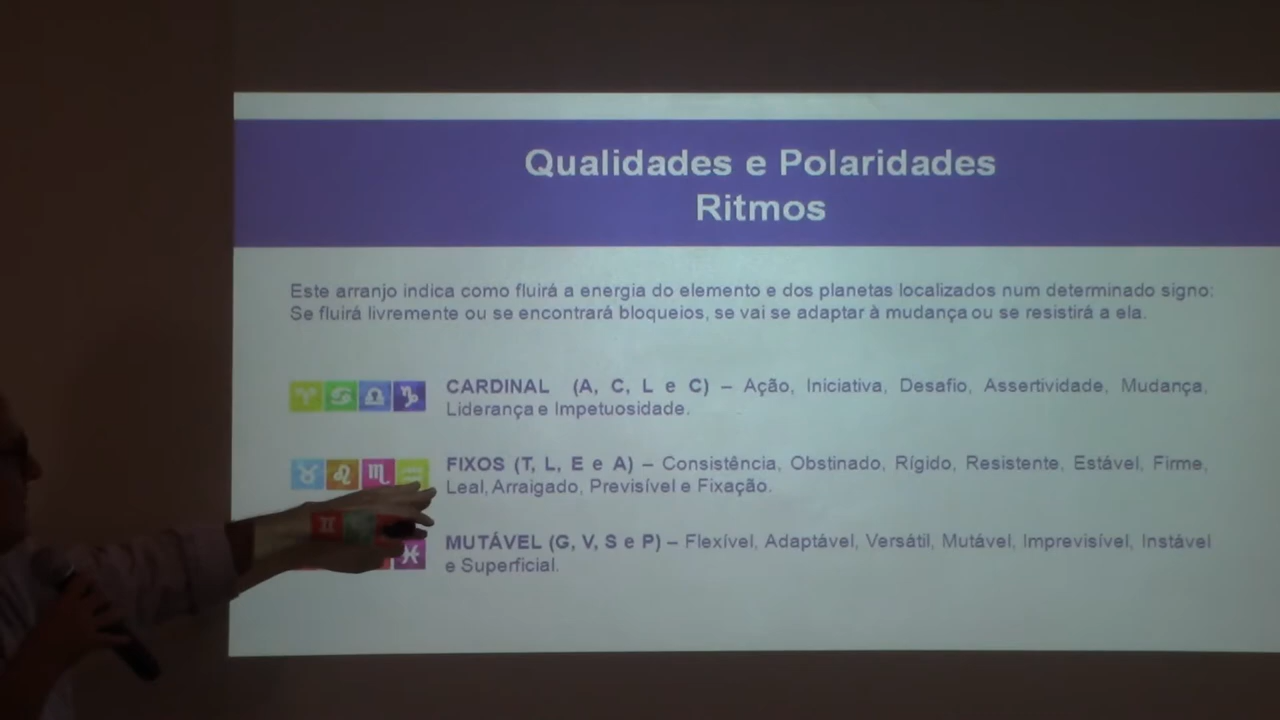 Qualidades e Polaridades
Ritmos
Este arranjo indica como fluirá a energia do elemento e dos planetas localizados num determinado signo:
Se fluirá livremente ou se encontrará bloqueios, se vai se adaptar à mudança ou se resistirá a ela.
CARDINAL (A, C, L e C) – Ação, Iniciativa, Desafio, Assertividade, Mudança,
Liderança e Impetuosidade.
FIXOS (T, L, E e A) – Consistência, Obstinado, Rígido, Resistente, Estável, Firme,
Leal, Arraigado, Previsível e Fixação.
MUTÁVEL (G, V, S e P) – Flexível, Adaptável, Versátil, Mutável, Imprevisível, Instável
e Superficial.